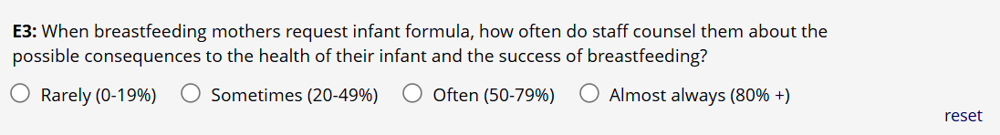 E3: When breastfeeding mothers request infant formula, how often do staff counsel them about the
possible consequences to the health of their infant and the success of breastfeeding?
Rarely (0-19%) Sometimes (20-49%) Often (50-79%) Almost always (80% +)
reset